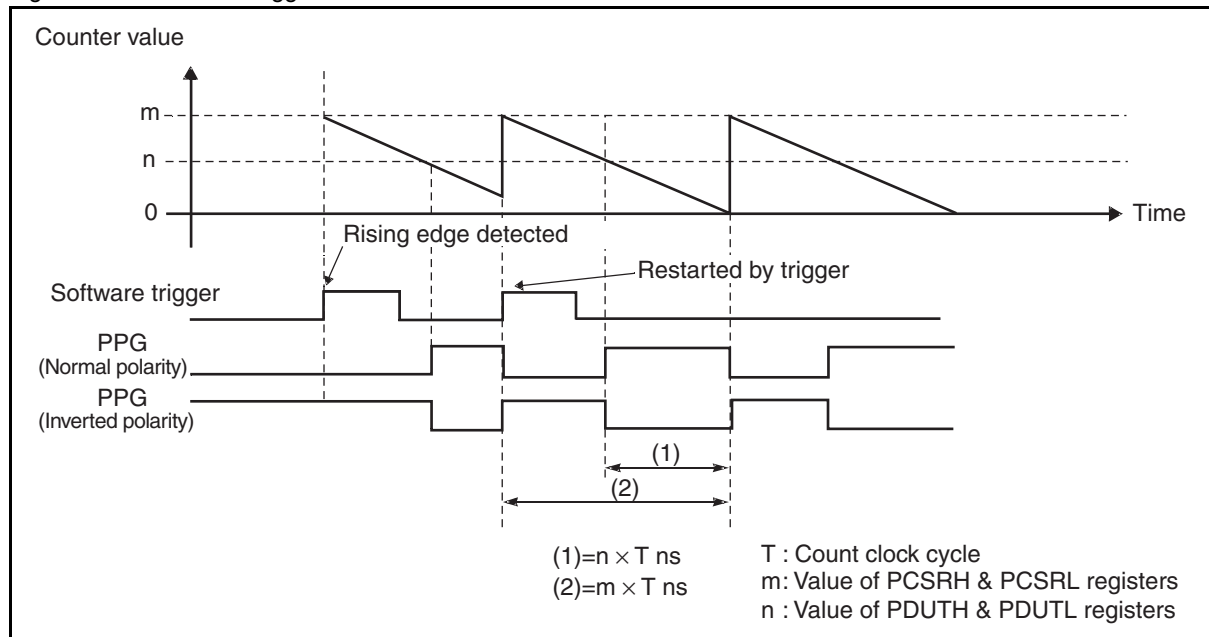 Counter value
m
n
0
Time
Rising edge detected
Restarted by trigger
Software trigger
PPG
(Normal polarity)
PPG
(Inverted polarity)
(1)
(2)
(1)=n × T ns
(2)=m × T ns
T : Count clock cycle
m: Value of PCSRH & PCSRL registers
n : Value of PDUTH & PDUTL registers